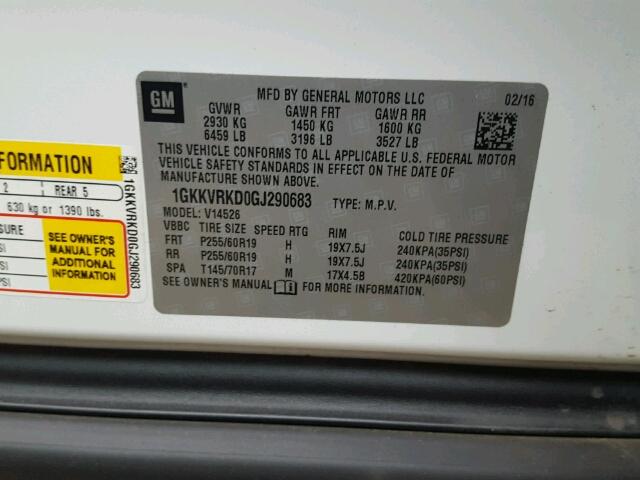 GM
MFD BY GENERAL MOTORS LLC 02/16
GVWR GAWR FRT GAWR RR
2930 KG 1450 KG 1600 KG
6459 LB 3196 LB 3527 LB
THIS VEHICLE CONFORMS TO ALL APPLICABLE U.S. FEDERAL MOTOR
VEHICLE SAFETY STANDARDS IN EFFECT ON THE DATE OF
MANUFACTURE SHOWN ABOVE.
1GKKVRKD0GJ290683 TYPE: M.P.V.
MODEL: V14526
VBBC TIRE SIZE SPEED RTG RIM COLD TIRE PRESSURE
FRT P255/60R19 H 19X7.5J 240KPA(35PSI)
RR P255/60R19 H 19X7.5J 240KPA(35PSI)
SPA T145/70R17 M 17X4.5B 420KPA(60PSI)
SEE OWNER'S MANUAL FOR MORE INFORMATION.
FORMATION
2 REAR 5
630 kg or 1390 lbs.
SEE OWNER'S
MANUAL FOR
ADDITIONAL
INFORMATION
PSI
1GKKVRKD0GJ290683